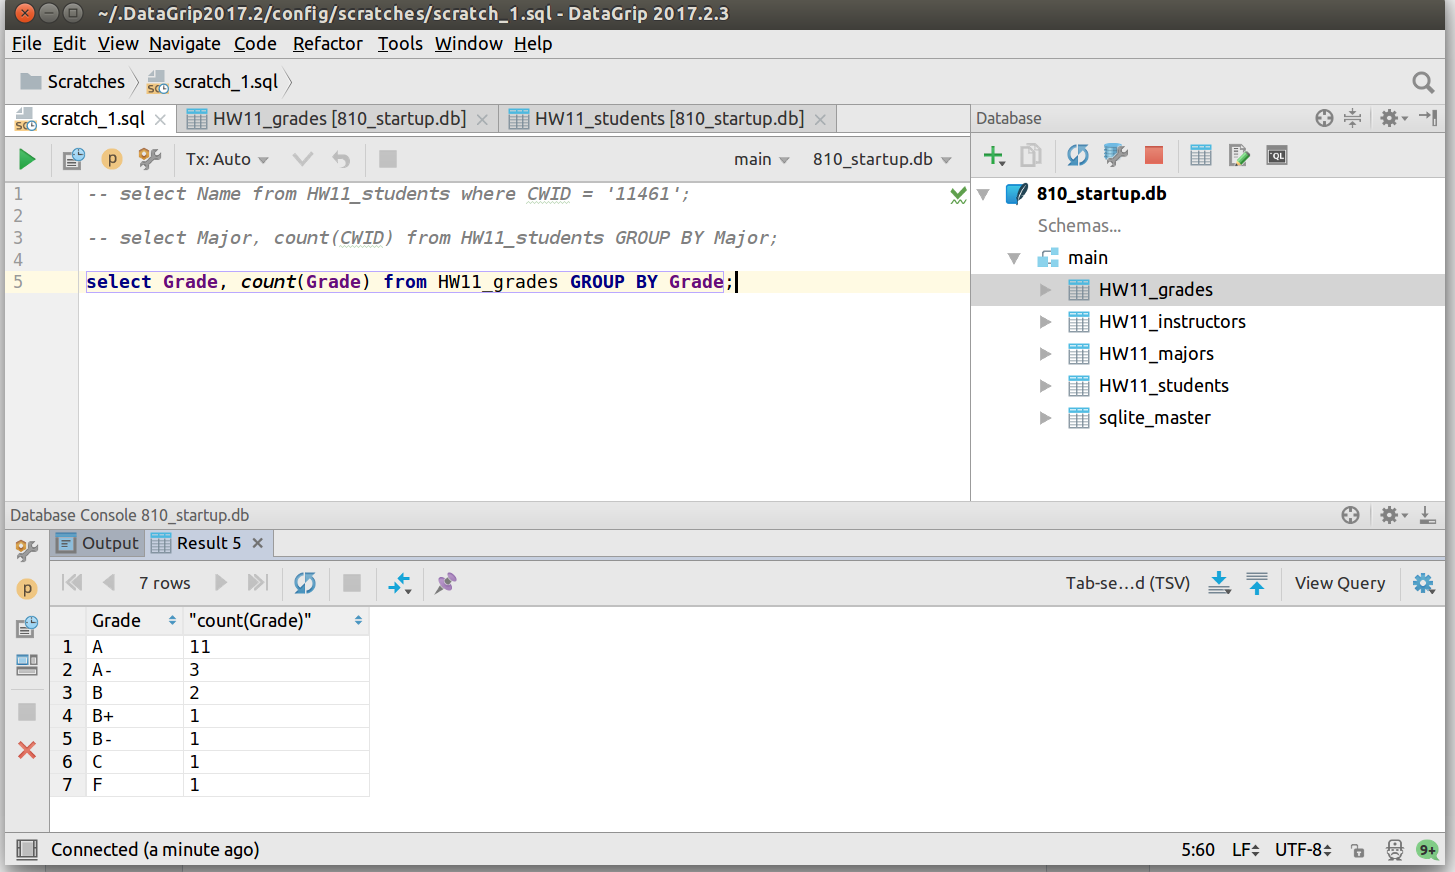 ~/.DataGrip2017.2/config/scratches/scratch_1.sql - DataGrip 2017.2.3
File Edit View Navigate Code Refactor Tools Window Help
Scratches scratch_1.sql
scratch_1.sql HW11_grades [810_startup.db] HW11_students [810_startup.db]
Database
Tx: Auto main 810_startup.db
1 -- select Name from HW11_students where CWID = '11461';
2
3 -- select Major, count(CWID) from HW11_students GROUP BY Major;
4
5 select Grade, count(Grade) from HW11_grades GROUP BY Grade;
810_startup.db
Schemas...
main
HW11_grades
HW11_instructors
HW11_majors
HW11_students
sqlite_master
Database Console 810_startup.db
Output Result 5
7 rows Tab-se...d (TSV) View Query
Grade "count(Grade)"
1 A 11
2 A- 3
3 B 2
4 B+ 1
5 B- 1
6 C 1
7 F 1
Connected (a minute ago) 5:60 LF UTF-8 9+